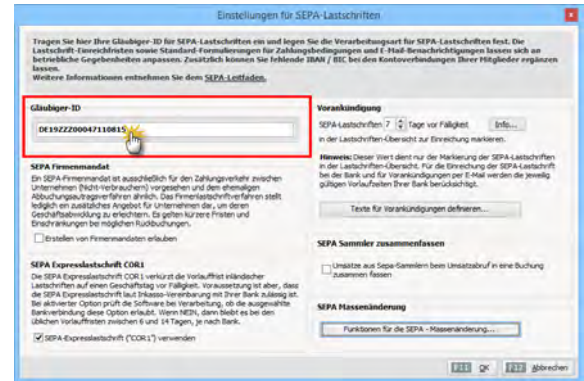 Einstellungen für SEPA-Lastschriften
Tragen Sie hier Ihre Gläubiger-ID für SEPA-Lastschriften ein und legen Sie die Verarbeitungsart für SEPA-Lastschriften fest. Die
Lastschrift-Einreichfristen sowie Standard-Formulierungen für Zahlungsbedingungen und E-Mail-Benachrichtigungen lassen sich an
betriebliche Gegebenheiten anpassen. Zusätzlich können Sie fehlende IBAN / BIC bei den Kontoverbindungen Ihrer Mitglieder ergänzen
lassen.
Weitere Informationen entnehmen Sie dem SEPA-Leitfaden.
Gläubiger-ID
DE19ZZZ00047110815
SEPA Firmenmandat
Ein SEPA-Firmenmandat ist ausschließlich für den Zahlungsverkehr zwischen
Unternehmen (Nicht-Verbrauchern) vorgesehen und dem ehemaligen
Abbuchungsauftragsverfahren ähnlich. Das Firmenlastschriftverfahren stellt
lediglich ein zusätzliches Angebot für Unternehmen dar, um deren
Geschäftsabwicklung zu erleichtern. Es gelten kürzere Fristen und
Einschränkungen bei möglichen Rückbuchungen.
Erstellen von Firmenmandaten erlauben
SEPA Expresslastschrift COR1
Die SEPA Expresslastschrift COR1 verkürzt die Vorlauffrist inländischer
Lastschriften auf einen Geschäftstag vor Fälligkeit. Voraussetzung ist aber, dass
die SEPA Expresslastschrift laut Inkasso-Vereinbarung mit Ihrer Bank zulässig ist.
Bei aktivierter Option prüft die Software bei Verarbeitung, ob die ausgewählte
Bankverbindung diese Option erlaubt. Wenn NEIN, dann bleibt es bei den
üblichen Vorlauffristen zwischen 6 und 14 Tagen, je nach Bank.
SEPA-Expresslastschrift ("COR1") verwenden
Vorankündigung
SEPA-Lastschriften 7 Tage vor Fälligkeit Info...
in der Lastschriften-Übersicht zur Einreichung markieren.
Hinweis: Dieser Wert dient nur der Markierung der SEPA-Lastschriften
in der Lastschriften-Übersicht. Für die Einreichung der SEPA-Lastschrift
bei der Bank und für Vorankündigungen per E-Mail werden die jeweilig
gültigen Vorlaufzeiten Ihrer Bank berücksichtigt.
Texte für Vorankündigungen definieren...
SEPA Sammler zusammenfassen
Umsätze aus Sepa-Sammlern beim Umsatzabruf in eine Buchung
zusammen fassen
SEPA Massenänderung
Funktionen für die SEPA - Massenänderung...
F11 OK F12 Abbrechen